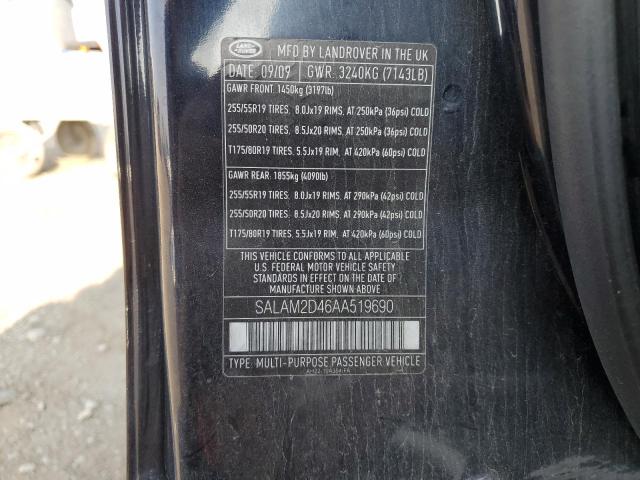 LAND ROVER
MFD BY LANDROVER IN THE UK
DATE: 09/09 GWR: 3240KG (7143LB)
GAWR FRONT: 1450kg (3197lb)
255/55R19 TIRES. 8.0Jx19 RIMS, AT 250kPa (36psi) COLD
255/50R20 TIRES. 8.5Jx20 RIMS, AT 250kPa (36psi) COLD
T175/80R19 TIRES. 5.5Jx19 RIM, AT 420kPa (60psi) COLD
GAWR REAR: 1855kg (4090lb)
255/55R19 TIRES. 8.0Jx19 RIMS, AT 290kPa (42psi) COLD
255/50R20 TIRES. 8.5Jx20 RIMS, AT 290kPa (42psi) COLD
T175/80R19 TIRES. 5.5Jx19 RIM, AT 420kPa (60psi) COLD
THIS VEHICLE CONFORMS TO ALL APPLICABLE
U.S. FEDERAL MOTOR VEHICLE SAFETY
STANDARDS IN EFFECT ON THE DATE OF
MANUFACTURE SHOWN ABOVE
SALAM2D46AA519690
TYPE: MULTI-PURPOSE PASSENGER VEHICLE